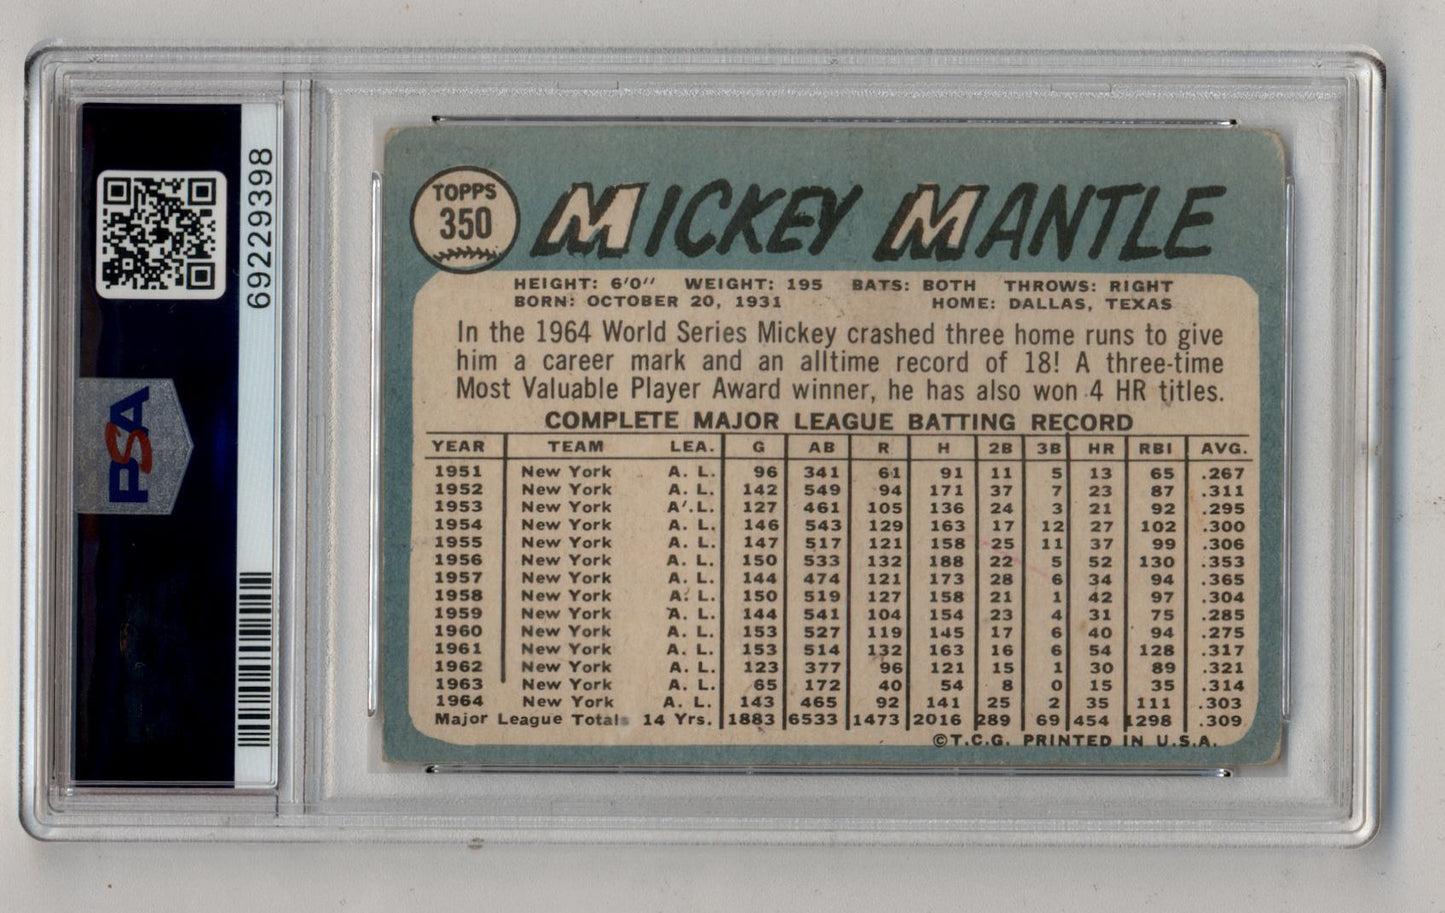 69229398
PSA
TOPPS
350
MICKEY MANTLE
HEIGHT: 6'0" WEIGHT: 195 BATS: BOTH THROWS: RIGHT
BORN: OCTOBER 20, 1931 HOME: DALLAS, TEXAS
In the 1964 World Series Mickey crashed three home runs to give
him a career mark and an alltime record of 18! A three-time
Most Valuable Player Award winner, he has also won 4 HR titles.
COMPLETE MAJOR LEAGUE BATTING RECORD
YEAR TEAM LEA. G AB R H 2B 3B HR RBI AVG.
1951 New York A. L. 96 341 61 91 11 5 13 65 .267
1952 New York A. L. 142 549 94 171 37 7 23 87 .311
1953 New York A. L. 127 461 105 136 24 3 21 92 .295
1954 New York A. L. 146 543 129 163 17 12 27 102 .300
1955 New York A. L. 147 517 121 158 25 11 37 99 .306
1956 New York A. L. 150 533 132 188 22 5 52 130 .353
1957 New York A. L. 144 474 121 173 28 6 34 94 .365
1958 New York A. L. 150 519 127 158 21 1 42 97 .304
1959 New York A. L. 144 541 104 154 23 4 31 75 .285
1960 New York A. L. 153 527 119 145 17 6 40 94 .275
1961 New York A. L. 153 514 132 163 16 6 54 128 .317
1962 New York A. L. 123 377 96 121 15 1 30 89 .321
1963 New York A. L. 65 172 40 54 8 0 15 35 .314
1964 New York A. L. 143 465 92 141 25 2 35 111 .303
Major League Totals 14 Yrs. 1883 6533 1473 2016 289 69 454 1298 .309
©T.C.G. PRINTED IN U.S.A.